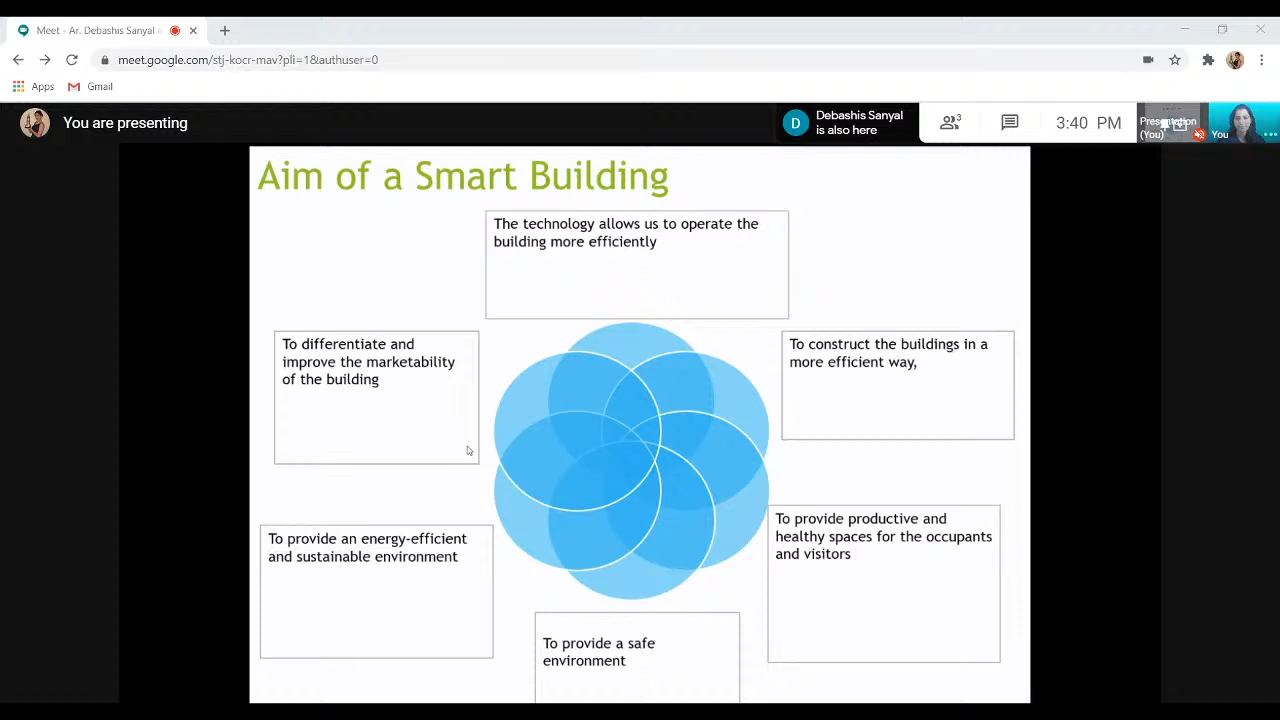 Meet - Ar. Debashis Sanyal i
meet.google.com/stj-kocr-mav?pli=1&authuser=0
Apps
Gmail
You are presenting
D
Debashis Sanyal
is also here
3
3:40 PM
Presentation
(You)
You
Aim of a Smart Building
The technology allows us to operate the
building more efficiently
To differentiate and
improve the marketability
of the building
To construct the buildings in a
more efficient way,
To provide an energy-efficient
and sustainable environment
To provide productive and
healthy spaces for the occupants
and visitors
To provide a safe
environment